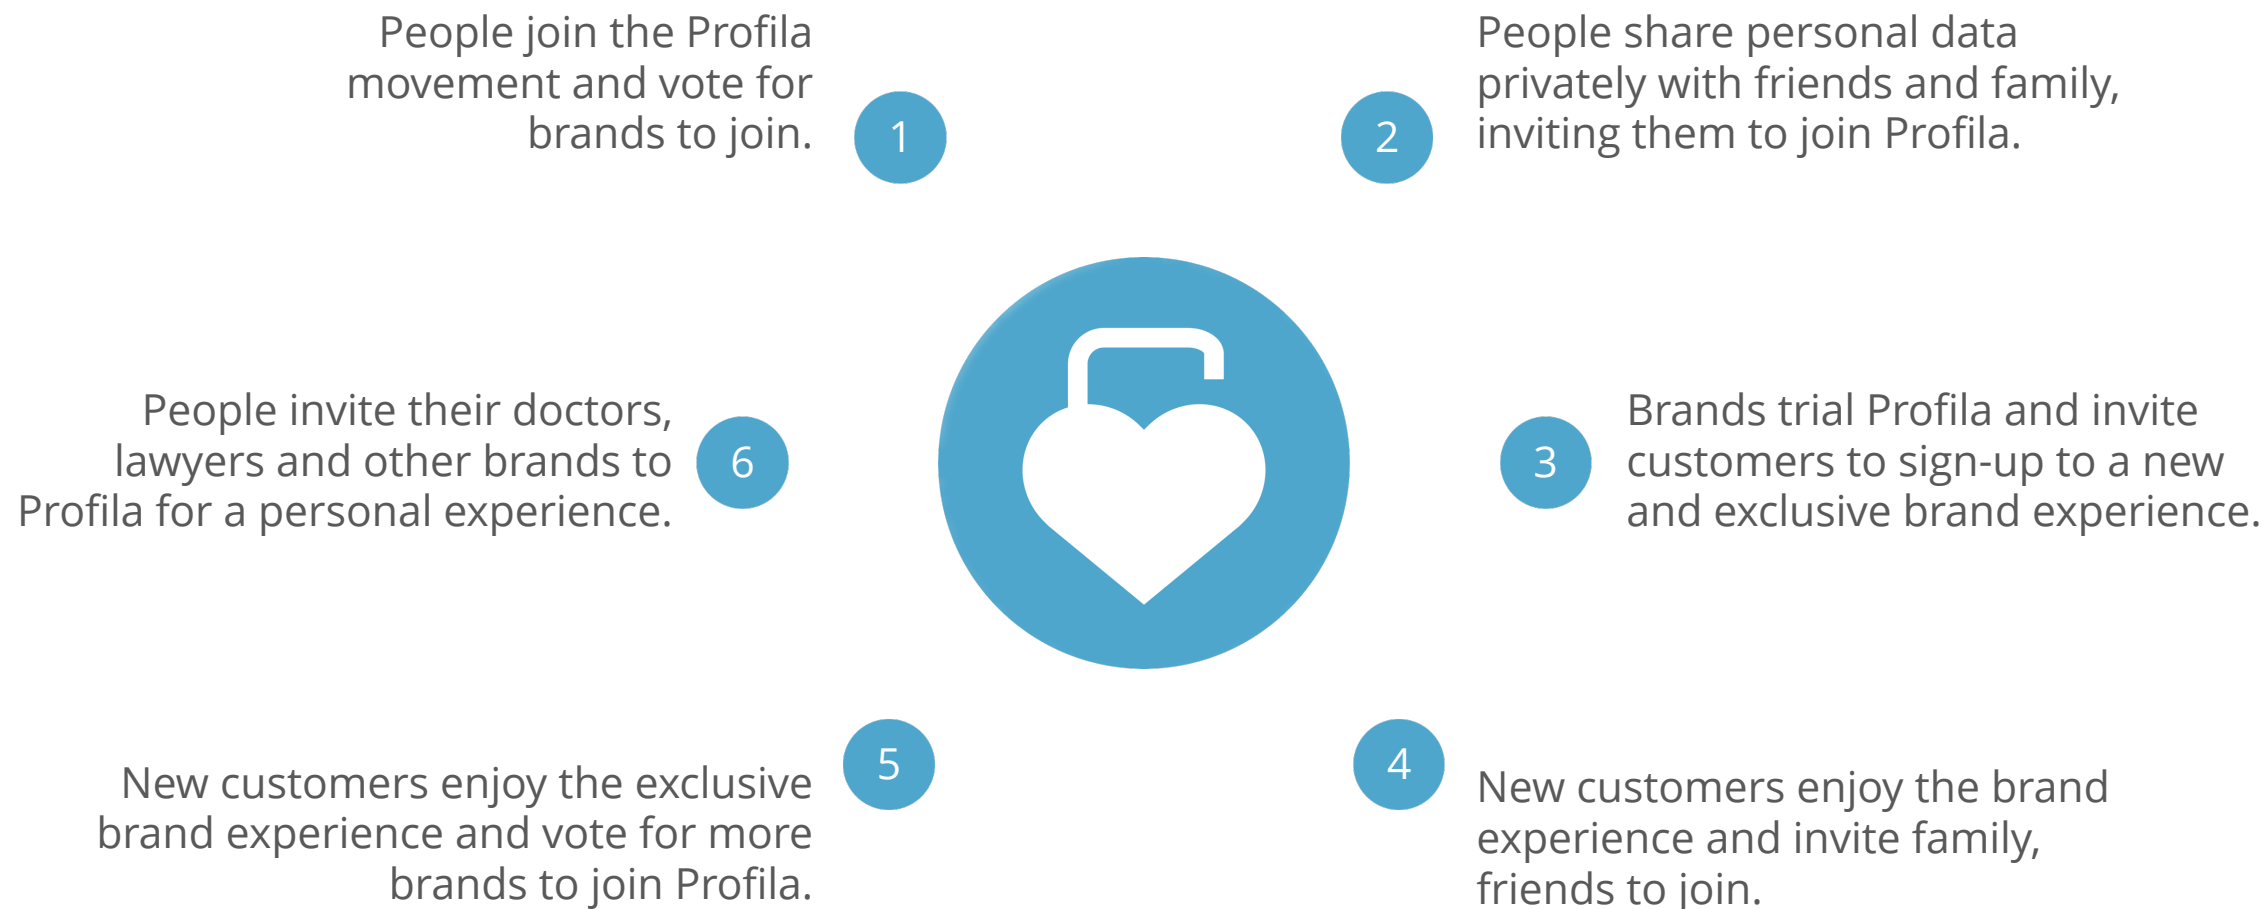 People join the Profila
movement and vote for
brands to join.
1
2
People share personal data
privately with friends and family,
inviting them to join Profila.
3
Brands trial Profila and invite
customers to sign-up to a new
and exclusive brand experience.
4
New customers enjoy the brand
experience and invite family,
friends to join.
5
New customers enjoy the exclusive
brand experience and vote for more
brands to join Profila.
6
People invite their doctors,
lawyers and other brands to
Profila for a personal experience.